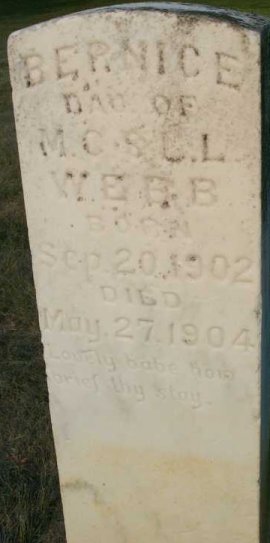 BERNICE
DAU OF
M.C. & C.L.
WEBB
BORN
Sep. 20, 1902
DIED
May. 27, 1904
Lovely babe how
brief thy stay.